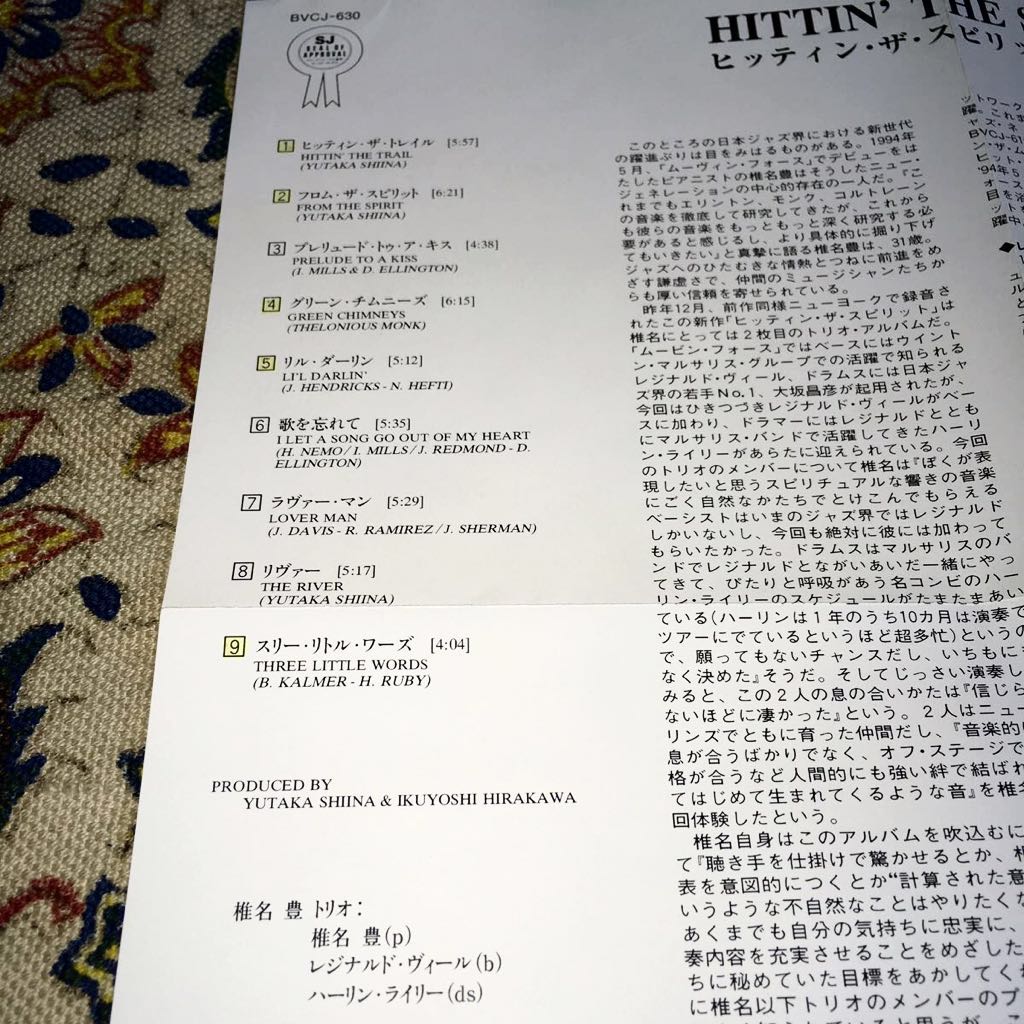 BVCJ-630
SJ
SEAL OF
APPROVAL
HITTIN' THE S
ヒッティン・ザ・スピリッ
1 ヒッティン・ザ・トレイル [5:57]
HITTIN' THE TRAIL
(YUTAKA SHIINA)
2 フロム・ザ・スピリット [6:21]
FROM THE SPIRIT
(YUTAKA SHIINA)
3 プレリュード・トゥ・ア・キス [4:38]
PRELUDE TO A KISS
(I. MILLS & D. ELLINGTON)
4 グリーン・チムニーズ [6:15]
GREEN CHIMNEYS
(THELONIOUS MONK)
5 リル・ダーリン [5:12]
LI'L DARLIN'
(J. HENDRICKS - N. HEFTI)
6 歌を忘れて [5:35]
I LET A SONG GO OUT OF MY HEART
(H. NEMO / I. MILLS / J. REDMOND - D.
ELLINGTON)
7 ラヴァー・マン [5:29]
LOVER MAN
(J. DAVIS - R. RAMIREZ / J. SHERMAN)
8 リヴァー [5:17]
THE RIVER
(YUTAKA SHIINA)
9 スリー・リトル・ワーズ [4:04]
THREE LITTLE WORDS
(B. KALMER - H. RUBY)
PRODUCED BY
YUTAKA SHIINA & IKUYOSHI HIRAKAWA
椎名 豊 トリオ：
椎名 豊(p)
レジナルド・ヴィール(b)
ハーリン・ライリー(ds)
このところの日本ジャズ界における新世代
の躍進ぶりは目をみはるものがある。1994年
5月、「ムーヴィン・フォース」でデビューをは
たしたピアニストの椎名豊はそうしたニュー・
ジェネレーションの中心的存在の一人だ。『こ
れまでもエリントン、モンク、コルトレーン
の音楽を徹底して研究してきたが、これから
も彼らの音楽をもっともっと深く研究する必
要があると感じるし、より具体的に掘り下げ
てもいきたい』と真摯に語る椎名豊は、31歳。
ジャズへのひたむきな情熱とつねに前進をめ
ざす謙虚さで、仲間のミュージシャンたちか
らも厚い信頼を寄せられている。
昨年12月、前作同様ニューヨークで録音さ
れたこの新作「ヒッティン・ザ・スピリット」は
椎名にとっては2枚目のトリオ・アルバムだ。
「ムービン・フォース」ではベースにはウイント
ン・マルサリス・グループでの活躍で知られる
レジナルド・ヴィール、ドラムスには日本ジャ
ズ界の若手No.1、大坂昌彦が起用されたが、
今回はひきつづきレジナルド・ヴィールがベー
スに加わり、ドラマーにはレジナルドととも
にマルサリス・バンドで活躍してきたハーリ
ン・ライリーがあらたに迎えられている。今回
のトリオのメンバーについて椎名は『ぼくが表
現したいと思うスピリチュアルな響きの音楽
にごく自然なかたちでとけこんでもらえる
ベーシストはいまのジャズ界ではレジナルド
しかいないし、今回も絶対に彼には加わって
もらいたかった。ドラムスはマルサリスのバ
ンドでレジナルドとながいあいだ一緒にやっ
てきて、ぴたりと呼吸があう名コンビのハー
リン・ライリーのスケジュールがたまたまあい
ている(ハーリンは1年のうち10カ月は演奏で
ツアーにでているというほど超多忙)というの
で、願ってもないチャンスだし、いちもにも
なく決めた』そうだ。そしてじっさい演奏し
みると、この2人の息の合いかたは『信じら
ないほどに凄かった』という。2人はニュー
リンズでともに育った仲間だし、『音楽的
息が合うばかりでなく、オフ・ステージで
格が合うなど人間的にも強い絆で結ばれ
てはじめて生まれてくるような音』を椎名
回体験したという。
椎名自身はこのアルバムを吹込むに
て『聴き手を仕掛けで驚かせるとか、
表を意図的につくとか“計算された意
いうような不自然なことはやりたくな
あくまでも自分の気持ちに忠実に、
奏内容を充実させることをめざした
ちに秘めていた目標をあかしてくれ
に椎名以下トリオのメンバーのプ